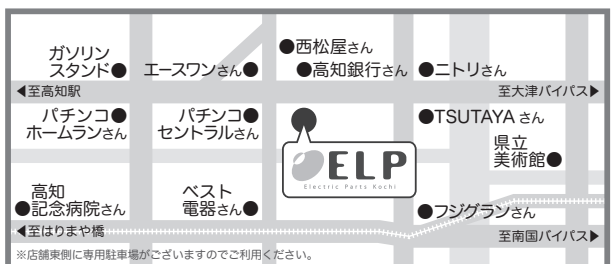 ガソリン
スタンド●
エースワンさん●
●西松屋さん
●高知銀行さん
●ニトリさん
◀至高知駅
至大津バイパス▶
パチンコ●
ホームランさん
パチンコ●
セントラルさん
●TSUTAYAさん
県立
美術館●
ELP
Electric Parts Kochi
高知
●記念病院さん
ベスト
電器さん●
●フジグランさん
◀至はりまや橋
至南国バイパス▶
※店舗東側に専用駐車場がございますのでご利用ください。